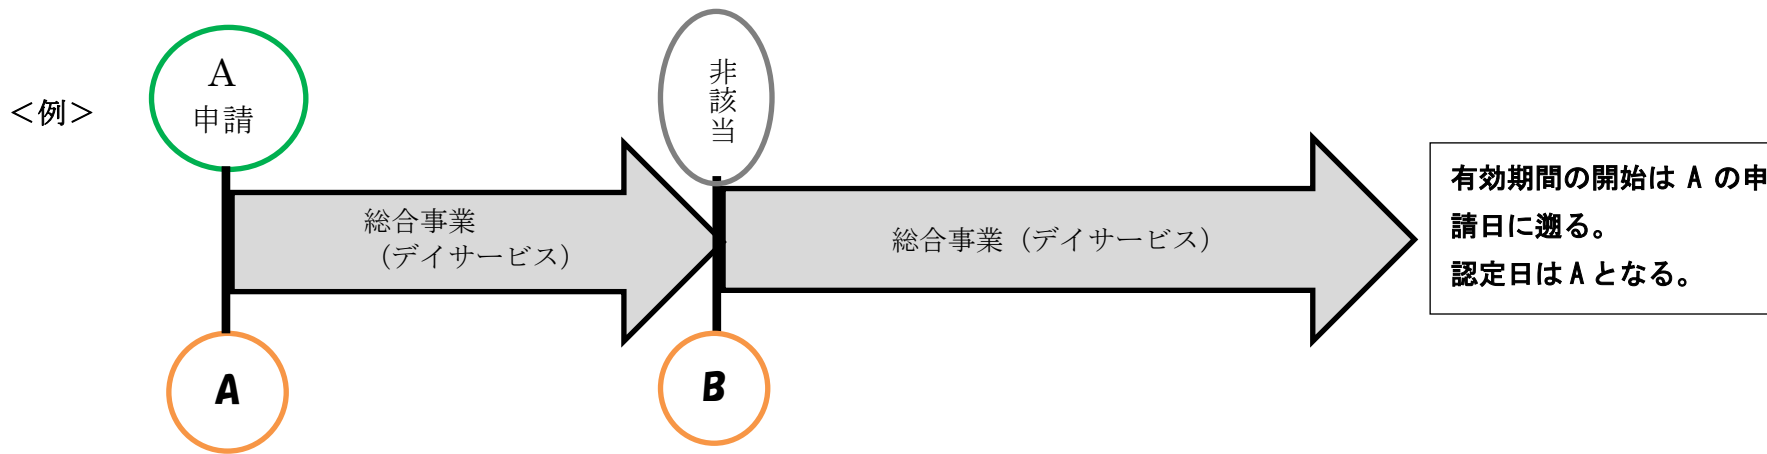 ＜例＞
A
申請
非該当
総合事業
（デイサービス）
総合事業（デイサービス）
有効期間の開始は A の申
請日に遡る。
認定日は A となる。
A
B